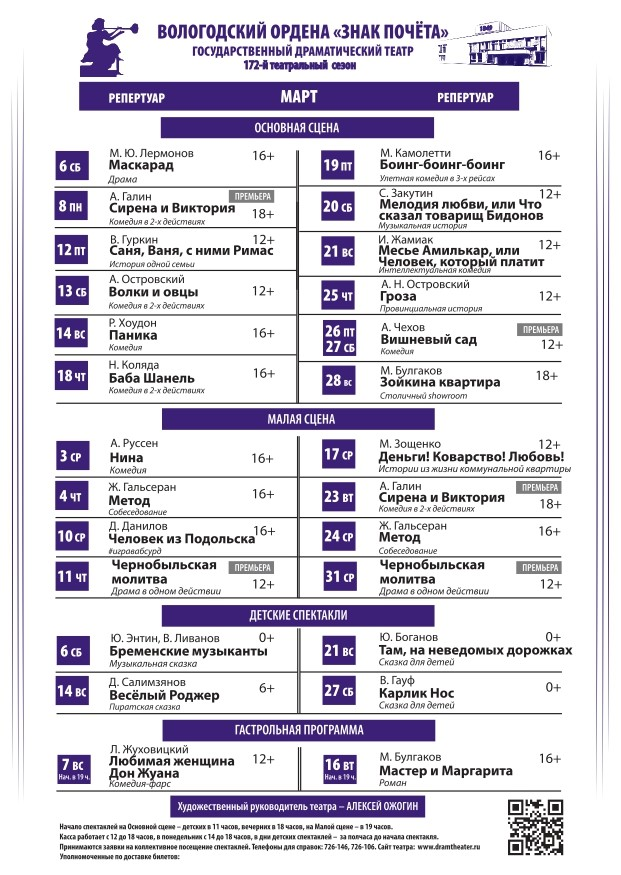 ВОЛОГОДСКИЙ ОРДЕНА «ЗНАК ПОЧЁТА»
ГОСУДАРСТВЕННЫЙ ДРАМАТИЧЕСКИЙ ТЕАТР
172-й театральный сезон
РЕПЕРТУАР МАРТ РЕПЕРТУАР
ОСНОВНАЯ СЦЕНА
6 СБ
М. Ю. Лермонов 16+
Маскарад
Драма
8 ПН
А. Галин ПРЕМЬЕРА
Сирена и Виктория 18+
Комедия в 2-х действиях
12 ПТ
В. Гуркин 12+
Саня, Ваня, с ними Римас
История одной семьи
13 СБ
А. Островский
Волки и овцы 12+
Комедия в 2-х действиях
14 ВС
Р. Хоудон
Паника 16+
Комедия
18 ЧТ
Н. Коляда 16+
Баба Шанель
Комедия в 2-х действиях
19 ПТ
М. Камолетти 16+
Боинг-боинг-боинг
Улетная комедия в 3-х рейсах
20 СБ
С. Закутин 12+
Мелодия любви, или Что
сказал товарищ Бидонов
Музыкальная история
21 ВС
И. Жамиак 12+
Месье Амилькар, или
Человек, который платит
Интеллектуальная комедия
25 ЧТ
А. Н. Островский
Гроза 12+
Провинциальная история
26 ПТ
27 СБ
А. Чехов ПРЕМЬЕРА
Вишневый сад 12+
Комедия
28 ВС
М. Булгаков 18+
Зойкина квартира
Столичный showroom
МАЛАЯ СЦЕНА
3 СР
А. Руссен
Нина 16+
Комедия
4 ЧТ
Ж. Гальсеран
Метод 16+
Собеседование
10 СР
Д. Данилов 16+
Человек из Подольска
#игравабсурд
11 ЧТ
Чернобыльская ПРЕМЬЕРА
молитва 12+
Драма в одном действии
17 СР
М. Зощенко 12+
Деньги! Коварство! Любовь!
Истории из жизни коммунальной квартиры
23 ВТ
А. Галин ПРЕМЬЕРА
Сирена и Виктория 18+
Комедия в 2-х действиях
24 СР
Ж. Гальсеран 16+
Метод
Собеседование
31 СР
Чернобыльская ПРЕМЬЕРА
молитва 12+
Драма в одном действии
ДЕТСКИЕ СПЕКТАКЛИ
6 СБ
Ю. Энтин, В. Ливанов 0+
Бременские музыканты
Музыкальная сказка
14 ВС
Д. Салимзянов 6+
Весёлый Роджер
Пиратская сказка
21 ВС
Ю. Боганов 0+
Там, на неведомых дорожках
Сказка для детей
27 СБ
В. Гауф 0+
Карлик Нос
Сказка для детей
ГАСТРОЛЬНАЯ ПРОГРАММА
7 ВС
Нач. в 19 ч.
Л. Жуховицкий
Любимая женщина 12+
Дон Жуана
Комедия-фарс
16 ВТ
Нач. в 19 ч.
М. Булгаков 16+
Мастер и Маргарита
Роман
Художественный руководитель театра – АЛЕКСЕЙ ОЖОГИН
Начало спектаклей на Основной сцене – детских в 11 часов, вечерних в 18 часов, на Малой сцене – в 19 часов.
Касса работает с 12 до 18 часов, в понедельник с 14 до 18 часов, в дни детских спектаклей – за полчаса до начала спектакля.
Принимаются заявки на коллективное посещение спектаклей. Телефоны для справок: 726-146, 726-106. Сайт театра: www.dramtheater.ru
Уполномоченные по доставке билетов: